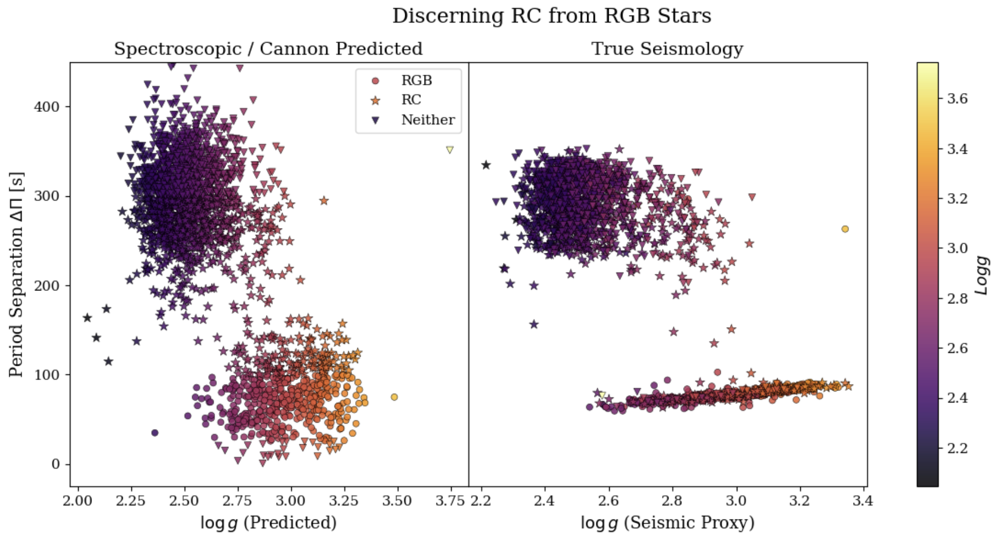 Discerning RC from RGB Stars
Spectroscopic / Cannon Predicted
True Seismology
RGB
RC
Neither
Period Separation ΔΠ [s]
400
300
200
100
0
2.00 2.25 2.50 2.75 3.00 3.25 3.50 3.75
log g (Predicted)
2.2 2.4 2.6 2.8 3.0 3.2 3.4
log g (Seismic Proxy)
3.6
3.4
3.2
3.0
2.8
2.6
2.4
2.2
Logg